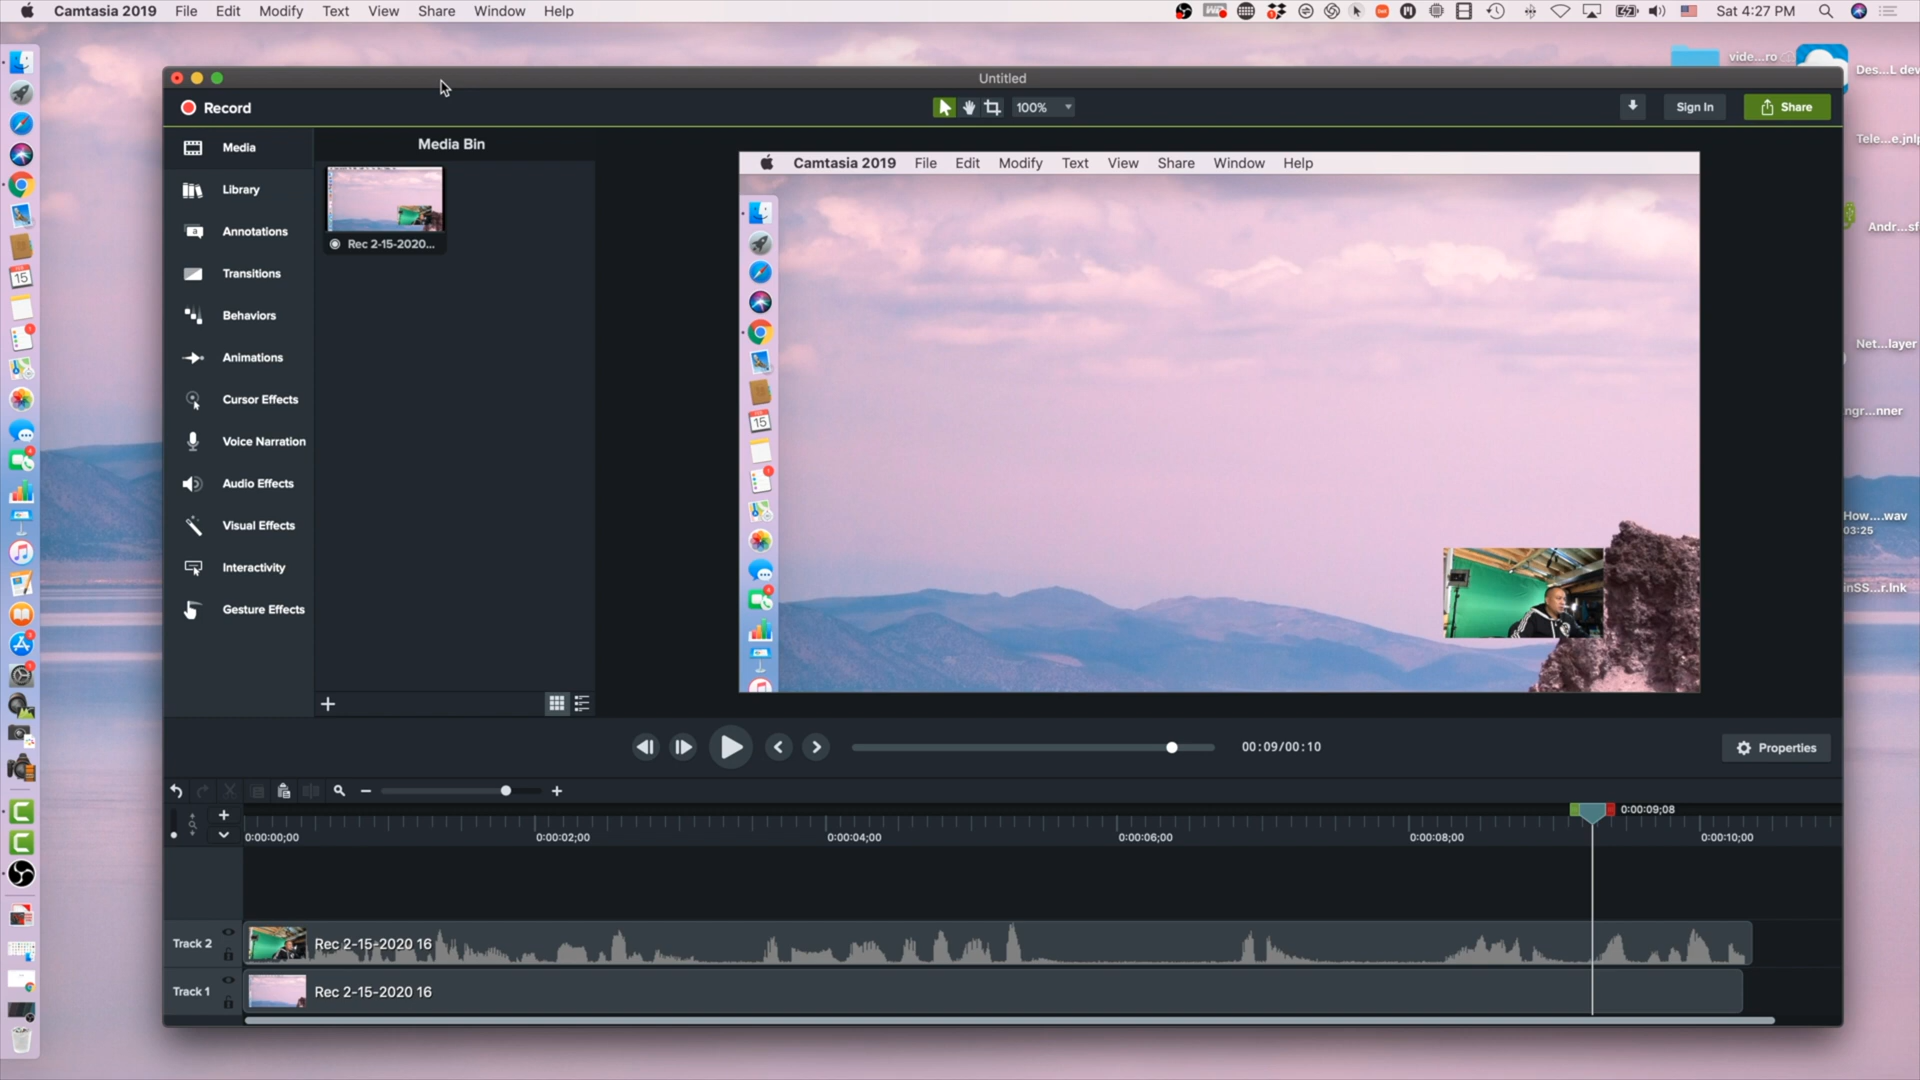 Camtasia 2019 File Edit Modify Text View Share Window Help
Sat 4:27 PM
vide...ro
Des...L dev
Untitled
Record
100%
Sign In
Share
Tele...e.jnlp
Media
Media Bin
Camtasia 2019 File Edit Modify Text View Share Window Help
Library
Annotations
Rec 2-15-2020...
Andr...sf
Transitions
Behaviors
Net...layer
Animations
Cursor Effects
ngr...nner
15
15
Voice Narration
Audio Effects
Visual Effects
How....wav
03:25
Interactivity
inSS...r.lnk
Gesture Effects
00:09/00:10
Properties
0:00:09;08
0:00:00;00 0:00:02;00 0:00:04;00 0:00:06;00 0:00:08;00 0:00:10;00
Track 2
Rec 2-15-2020 16
Track 1
Rec 2-15-2020 16